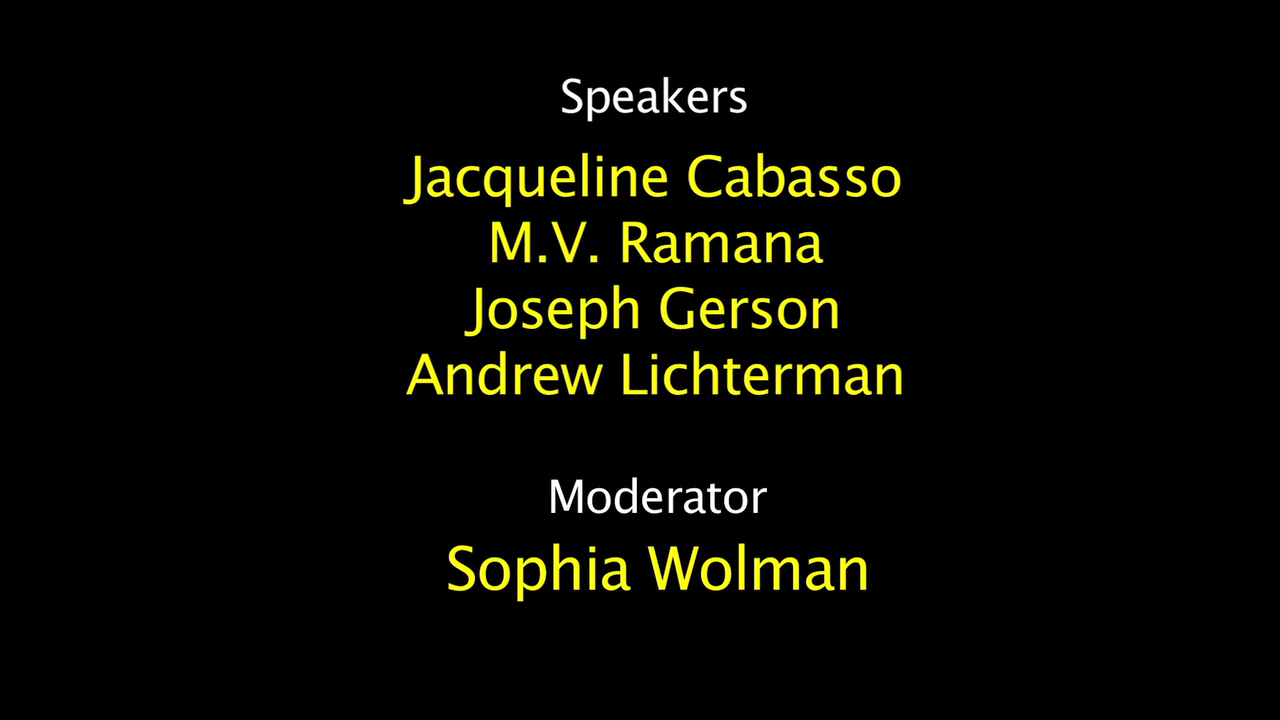 Speakers
Jacqueline Cabasso
M.V. Ramana
Joseph Gerson
Andrew Lichterman
Moderator
Sophia Wolman